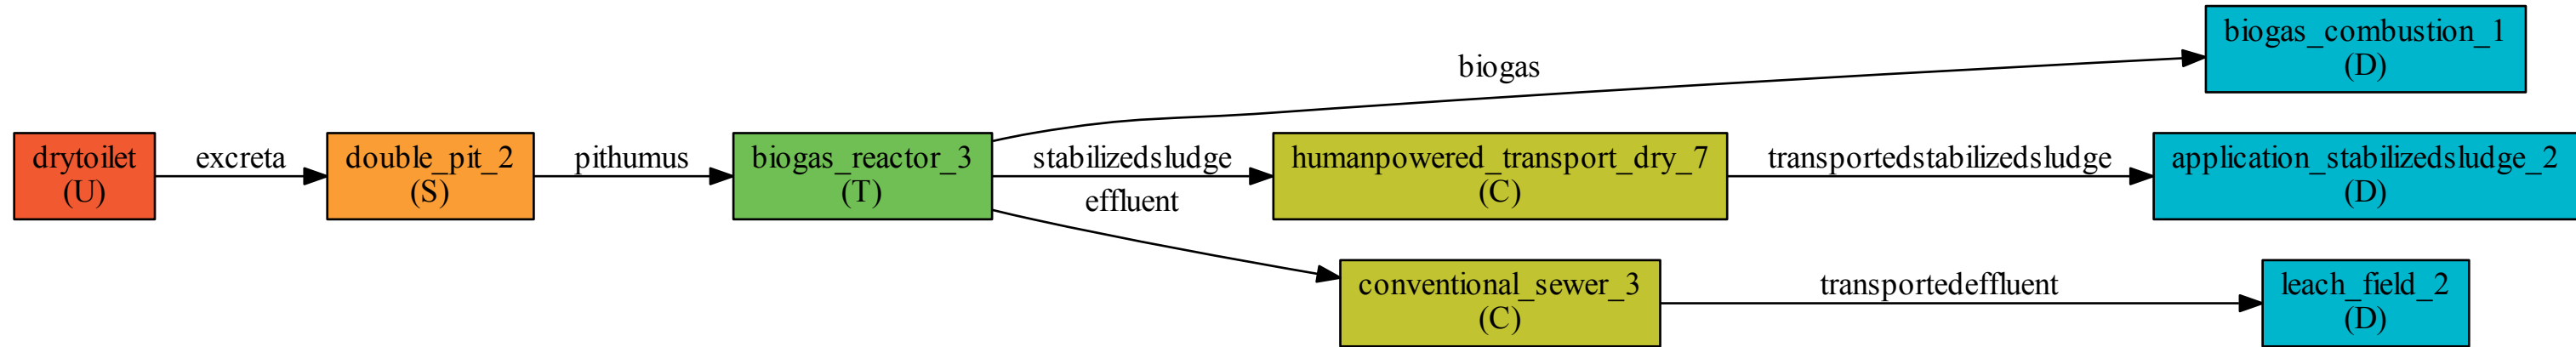 biogas_combustion_1
(D)
biogas
drytoilet
(U)
excreta
double_pit_2
(S)
pithumus
biogas_reactor_3
(T)
stabilizedsludge
humanpowered_transport_dry_7
(C)
transportedstabilizedsludge
application_stabilizedsludge_2
(D)
effluent
conventional_sewer_3
(C)
transportedeffluent
leach_field_2
(D)